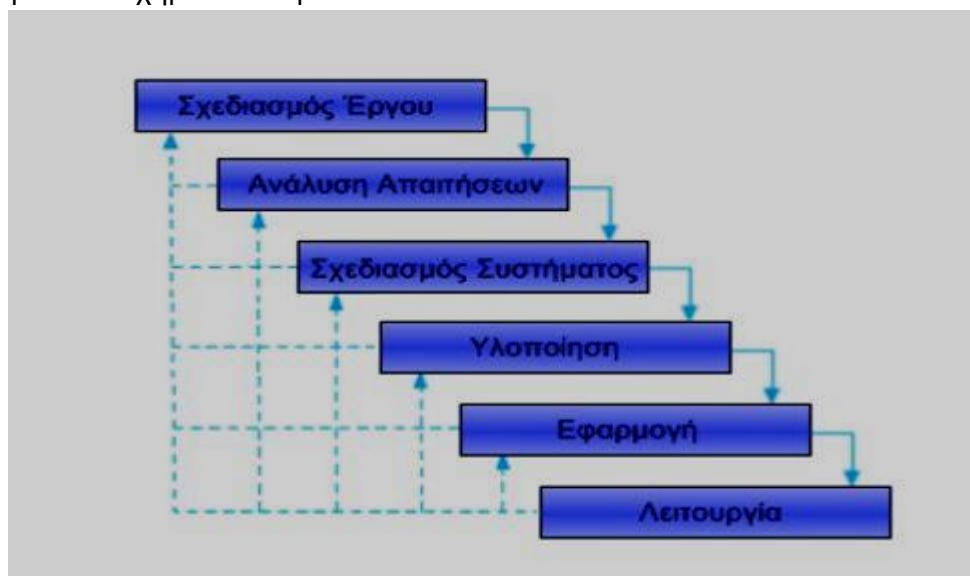 Σχεδιασμός Έργου
Ανάλυση Απαιτήσεων
Σχεδιασμός Συστήματος
Υλοποίηση
Εφαρμογή
Λειτουργία